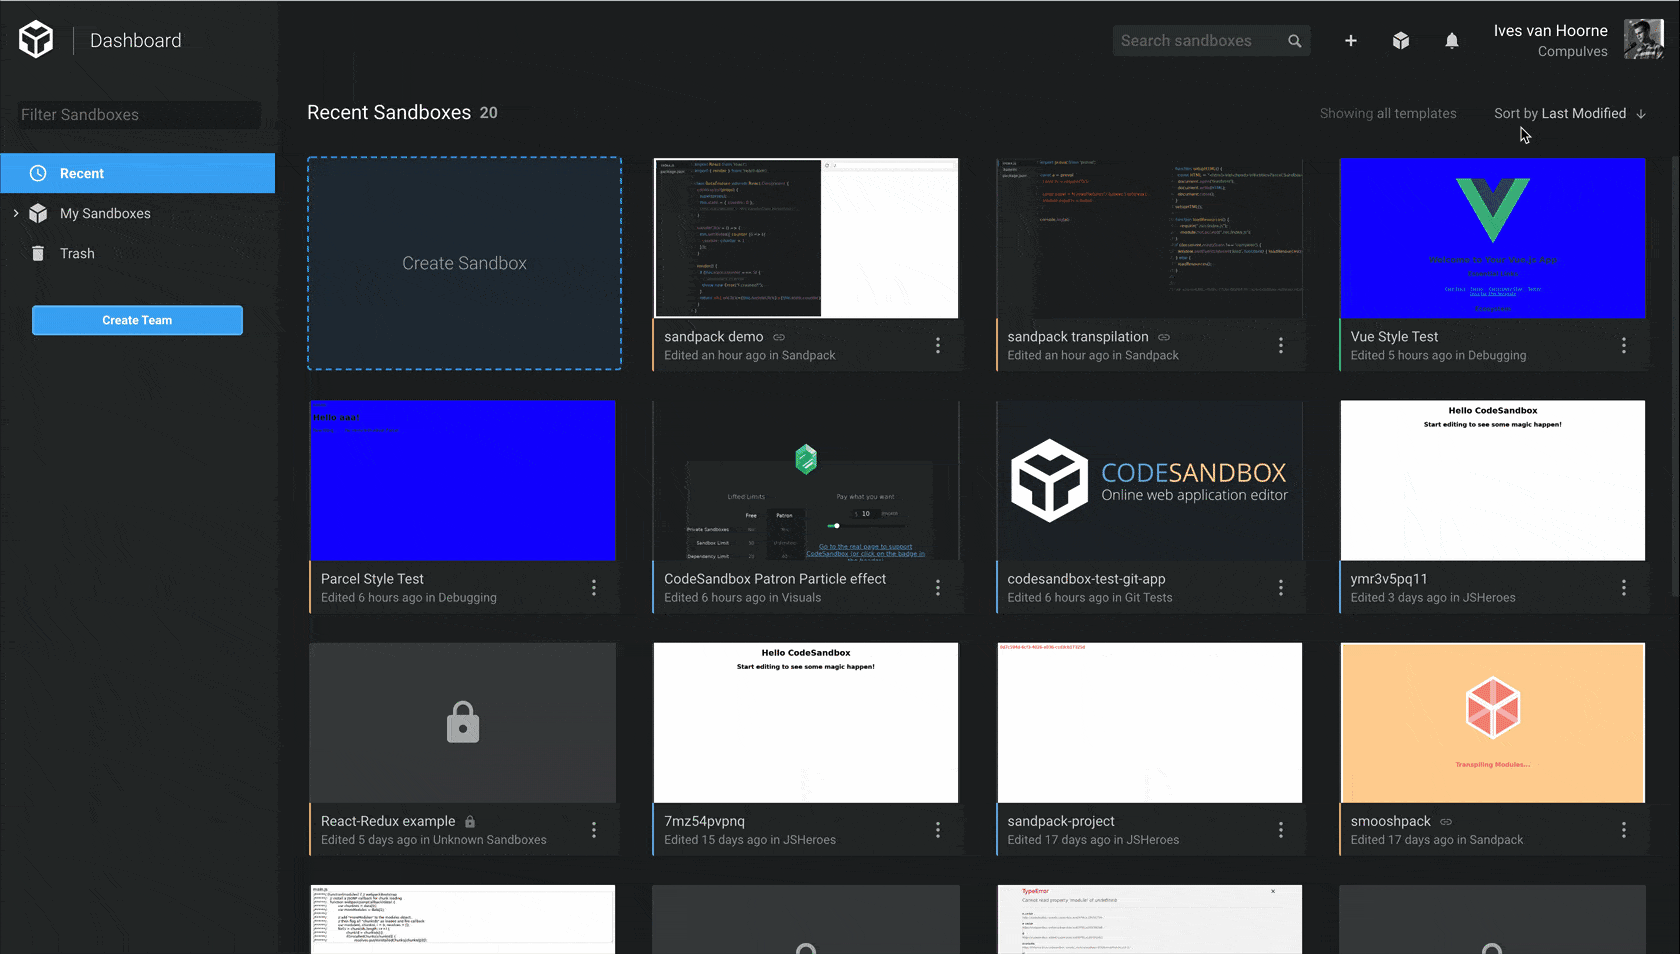 Dashboard
Search sandboxes
Ives van Hoorne
Compulves
Filter Sandboxes
Recent Sandboxes 20
Showing all templates
Sort by Last Modified
Recent
My Sandboxes
Trash
Create Team
Create Sandbox
sandpack demo
Edited an hour ago in Sandpack
sandpack transpilation
Edited an hour ago in Sandpack
Vue Style Test
Edited 5 hours ago in Debugging
Parcel Style Test
Edited 6 hours ago in Debugging
Lifted Limits
Pay what you want
Free Patron
10
Private Sandboxes
Sandbox Limit
Dependency Limit
Go to the real page to support
CodeSandbox (or click on the badge in
CodeSandbox Patron Particle effect
Edited 6 hours ago in Visuals
CODESANDBOX
Online web application editor
codesandbox-test-git-app
Edited 6 hours ago in Git Tests
Hello CodeSandbox
Start editing to see some magic happen!
ymr3v5pq11
Edited 3 days ago in JSHeroes
React-Redux example
Edited 5 days ago in Unknown Sandboxes
Hello CodeSandbox
Start editing to see some magic happen!
7mz54pvpnq
Edited 15 days ago in JSHeroes
sandpack-project
Edited 17 days ago in JSHeroes
Transpiling Modules...
smooshpack
Edited 17 days ago in Sandpack
main.js
TypeError
Cannot read property 'module' of undefined